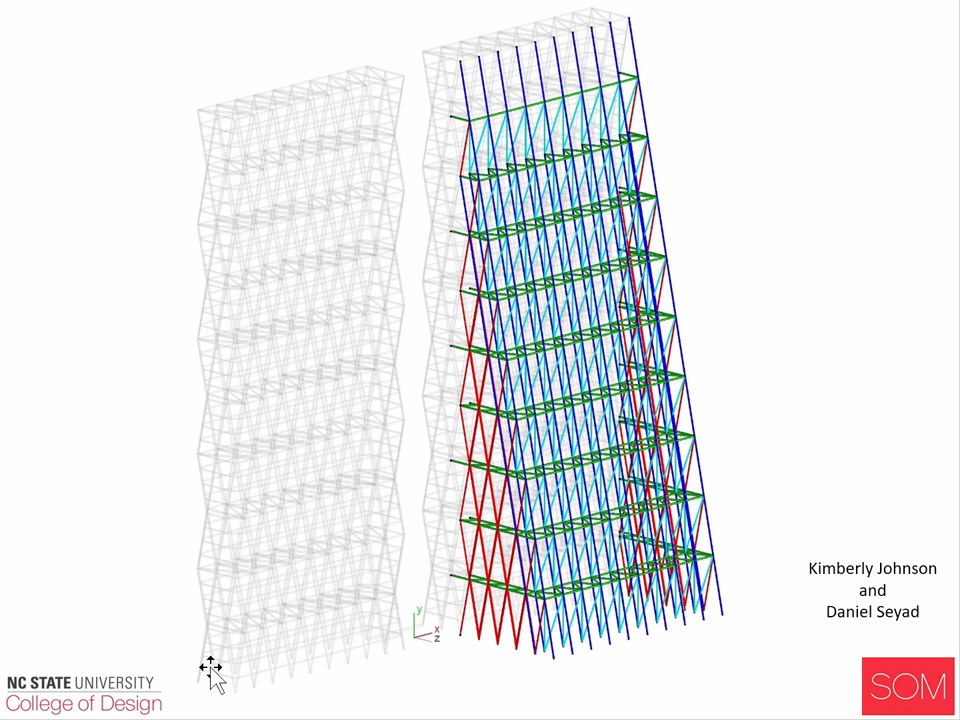 y
x
z
Kimberly Johnson
and
Daniel Seyad
NC STATE UNIVERSITY
College of Design
SOM